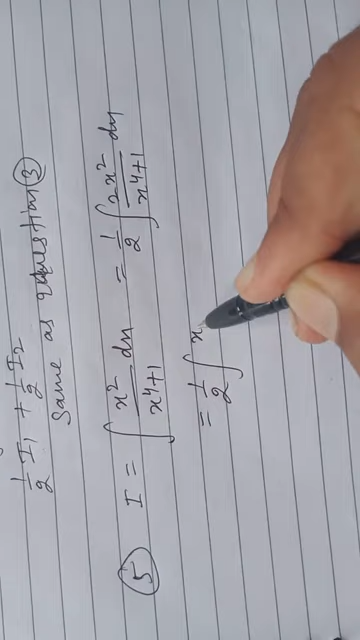 1/2 I₁ + 1/2 I₂
Same as question ③
⑤ I = ∫ x²/(x⁴+1) dx = 1/2 ∫ 2x²/(x⁴+1) dx
= 1/2 ∫ x